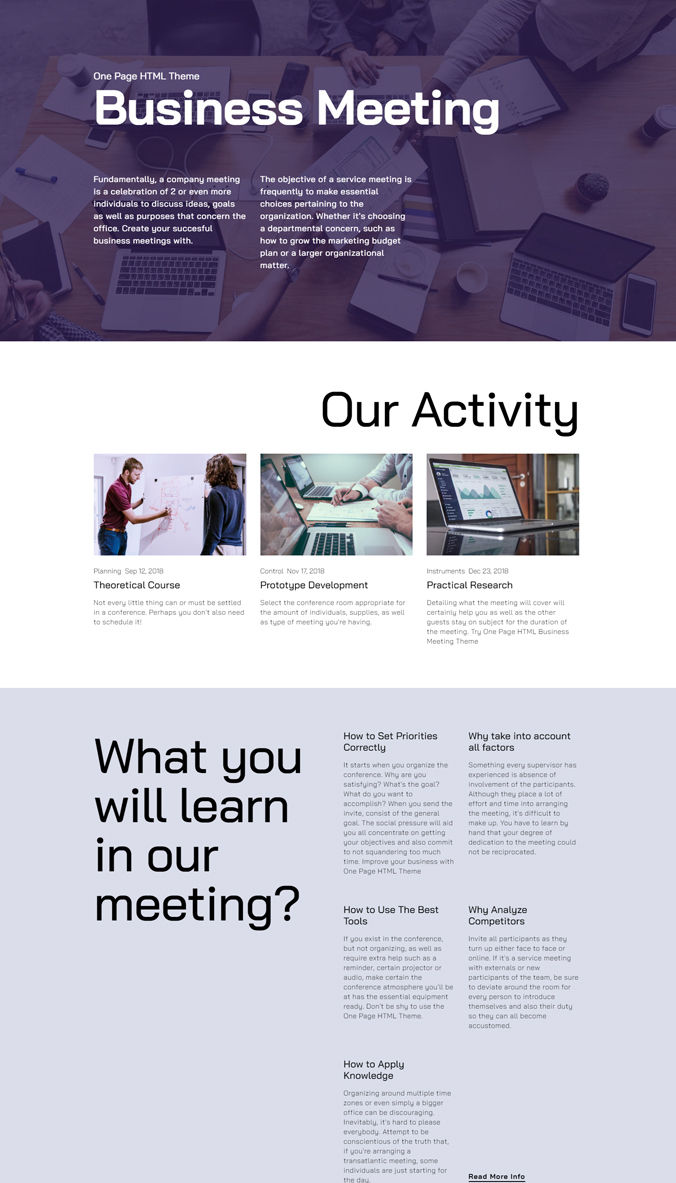 One Page HTML Theme
Business Meeting
Fundamentally, a company meeting
is a celebration of 2 or even more
individuals to discuss ideas, goals
as well as purposes that concern the
office. Create your succesful
business meetings with.
The objective of a service meeting is
frequently to make essential
choices pertaining to the
organization. Whether it's choosing
a departmental concern, such as
how to grow the marketing budget
plan or a larger organizational
matter.
Our Activity
Planning Sep 12, 2018
Theoretical Course
Not every little thing can or must be settled
in a conference. Perhaps you don't also need
to schedule it!
Control Nov 17, 2018
Prototype Development
Select the conference room appropriate for
the amount of individuals, supplies, as well
as type of meeting you're having.
Instruments Dec 23, 2018
Practical Research
Detailing what the meeting will cover will
certainly help you as well as the other
guests stay on subject for the duration of
the meeting. Try One Page HTML Business
Meeting Theme
What you
will learn
in our
meeting?
How to Set Priorities
Correctly
It starts when you organize the
conference. Why are you
satisfying? What's the goal?
What do you want to
accomplish? When you send the
invite, consist of the general
goal. The social pressure will aid
you all concentrate on getting
your objectives and also commit
to not squandering too much
time. Improve your business with
One Page HTML Theme
Why take into account
all factors
Something every supervisor has
experienced is absence of
involvement of the participants.
Although they place a lot of
effort and time into arranging
the meeting, it's difficult to
make up. You have to learn by
hand that your degree of
dedication to the meeting could
not be reciprocated.
How to Use The Best
Tools
If you exist in the conference,
but not organizing, as well as
require extra help such as a
reminder, certain projector or
audio, make certain the
conference atmosphere you'll be
at has the essential equipment
ready. Don't be shy to use the
One Page HTML Theme.
Why Analyze
Competitors
Invite all participants as they
turn up either face to face or
online. If it's a service meeting
with externals or new
participants of the team, be sure
to deviate around the room for
every person to introduce
themselves and also their duty
so they can all become
accustomed.
How to Apply
Knowledge
Organizing around multiple time
zones or even simply a bigger
office can be discouraging.
Inevitably, it's hard to please
everybody. Attempt to be
conscientious of the truth that,
if you're arranging a
transatlantic meeting, some
individuals are just starting for
the day.
Read More Info